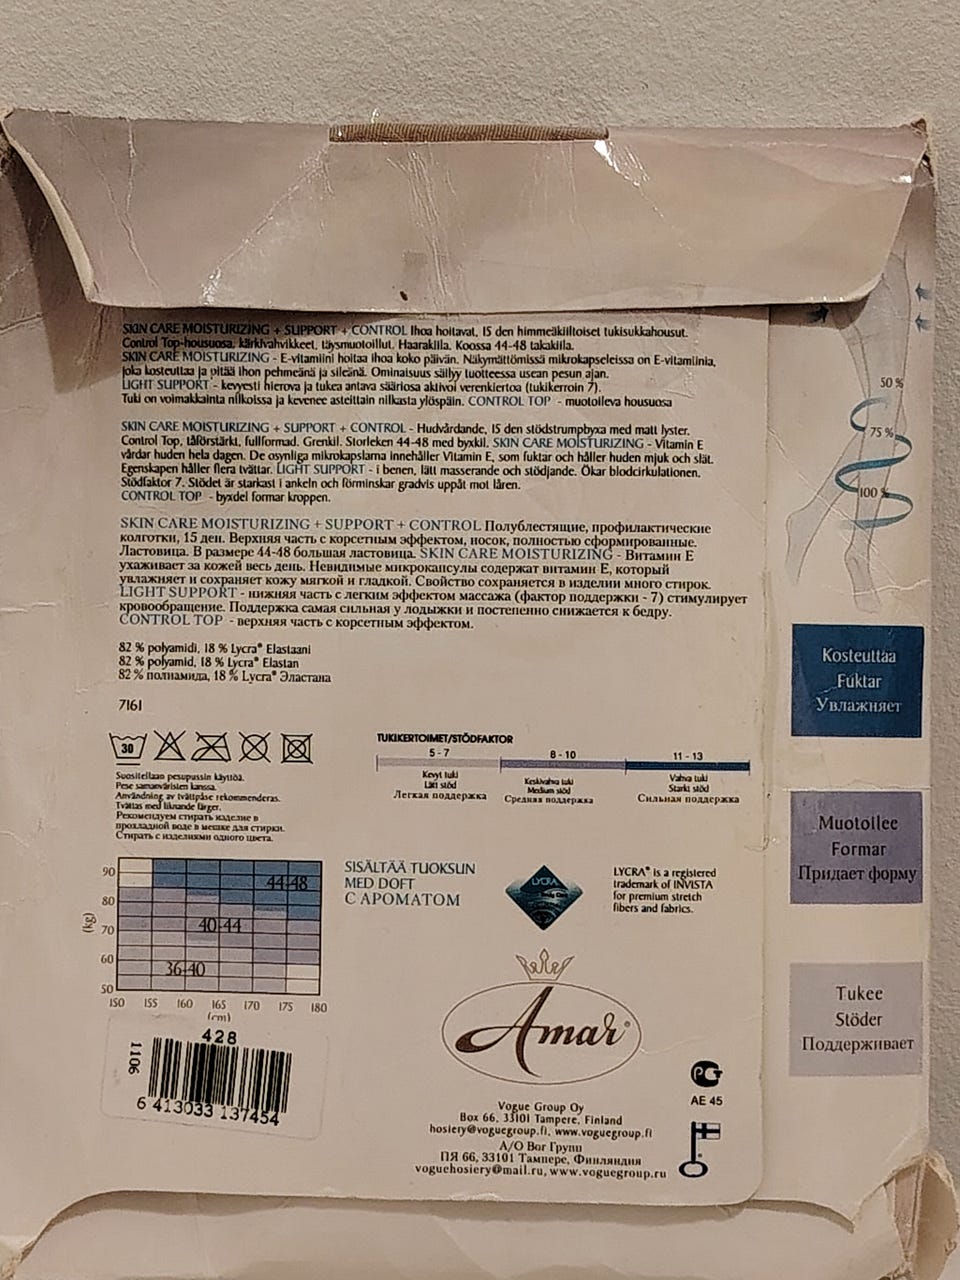 SKIN CARE MOISTURIZING + SUPPORT + CONTROL Ihoa hoitavat, 15 den himmeäkiiltoiset tukisukkahousut.
Control Top-housuosa, kärkivahvikkeet, täysmuotoillut. Haarakiila. Koossa 44-48 takakiila.
SKIN CARE MOISTURIZING - E-vitamiini hoitaa ihoa koko päivän. Näkymättömissä mikrokapseleissa on E-vitamiinia,
joka kosteuttaa ja pitää ihon pehmeänä ja sileänä. Ominaisuus säilyy tuotteessa usean pesun ajan.
LIGHT SUPPORT - kevyesti hierova ja tukea antava sääriosa aktivoi verenkiertoa (tukikerroin 7).
Tuki on voimakkainta nilkoissa ja kevenee asteittain nilkasta ylöspäin. CONTROL TOP - muotoileva housuosa
SKIN CARE MOISTURIZING + SUPPORT + CONTROL - Hudvårdande, 15 den stödstrumpbyxa med matt lyster.
Control Top, tåförstärkt, fullformad. Grenkil. Storleken 44-48 med byxkil. SKIN CARE MOISTURIZING - Vitamin E
vårdar huden hela dagen. De osynliga mikrokapslarna innehåller Vitamin E, som fuktar och håller huden mjuk och slät.
Egenskapen håller flera tvättar. LIGHT SUPPORT - i benen, lätt masserande och stödjande. Ökar blodcirkulationen.
Stödfaktor 7. Stödet är starkast i ankeln och förminskar gradvis uppåt mot låren.
CONTROL TOP - byxdel formar kroppen.
SKIN CARE MOISTURIZING + SUPPORT + CONTROL Полублестящие, профилактические
колготки, 15 ден. Верхняя часть с корсетным эффектом, носок, полностью сформированные.
Ластовица. В размере 44-48 большая ластовица. SKIN CARE MOISTURIZING - Витамин Е
ухаживает за кожей весь день. Невидимые микрокапсулы содержат витамин Е, который
увлажняет и сохраняет кожу мягкой и гладкой. Свойство сохраняется в изделии много стирок.
LIGHT SUPPORT - нижняя часть с легким эффектом массажа (фактор поддержки - 7) стимулирует
кровообращение. Поддержка самая сильная у лодыжки и постепенно снижается к бедру.
CONTROL TOP - верхняя часть с корсетным эффектом.
82 % polyamidi, 18 % Lycra® Elastaani
82 % polyamid, 18 % Lycra® Elastan
82 % полиамида, 18 % Lycra® Эластана
7161
30
Suositellaan pesupussin käyttöä.
Pese samanväristen kanssa.
Användning av tvättpåse rekommenderas.
Tvättas med liknande färger.
Рекомендуем стирать изделие в
прохладной воде в мешке для стирки.
Стирать с изделиями одного цвета.
TUKIKERTOIMET/STÖDFAKTOR
5 - 7
8 - 10
11 - 13
Kevyt tuki
Lätt stöd
Легкая поддержка
Keskivahva tuki
Medium stöd
Средняя поддержка
Vahva tuki
Starkt stöd
Сильная поддержка
50 %
75 %
100 %
Kosteuttaa
Fuktar
Увлажняет
Muotoilee
Formar
Придает форму
Tukee
Stöder
Поддерживает
90
80
70
60
50
(kg)
44-48
40-44
36-40
150 155 160 165 170 175 180
(cm)
SISÄLTÄÄ TUOKSUN
MED DOFT
С АРОМАТОМ
LYCRA
LYCRA® is a registered
trademark of INVISTA
for premium stretch
fibers and fabrics.
Amar®
428
1106
6 413033 137454
РСТ
AE 45
Vogue Group Oy
Box 66, 33101 Tampere, Finland
hosiery@voguegroup.fi, www.voguegroup.fi
А/О Вог Групп
ПЯ 66, 33101 Тампере, Финляндия
voguehosiery@mail.ru, www.voguegroup.ru